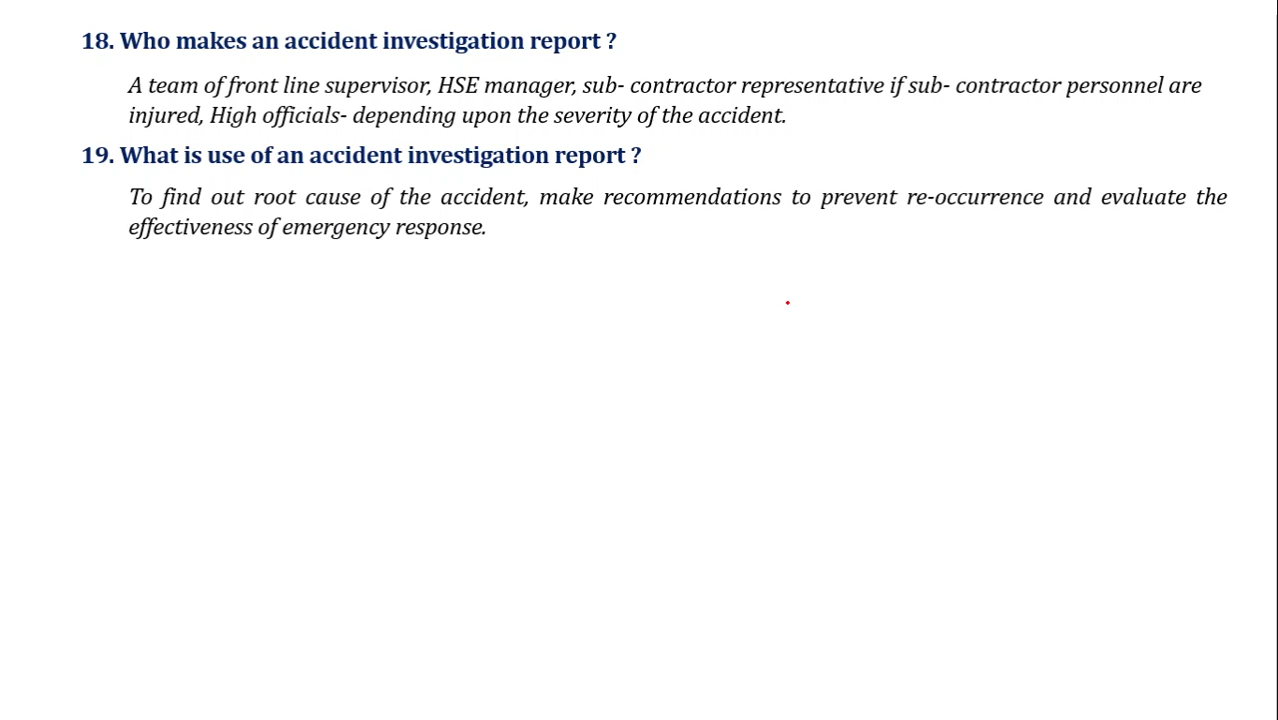 18. Who makes an accident investigation report ?
A team of front line supervisor, HSE manager, sub- contractor representative if sub- contractor personnel are
injured, High officials- depending upon the severity of the accident.
19. What is use of an accident investigation report ?
To find out root cause of the accident, make recommendations to prevent re-occurrence and evaluate the
effectiveness of emergency response.